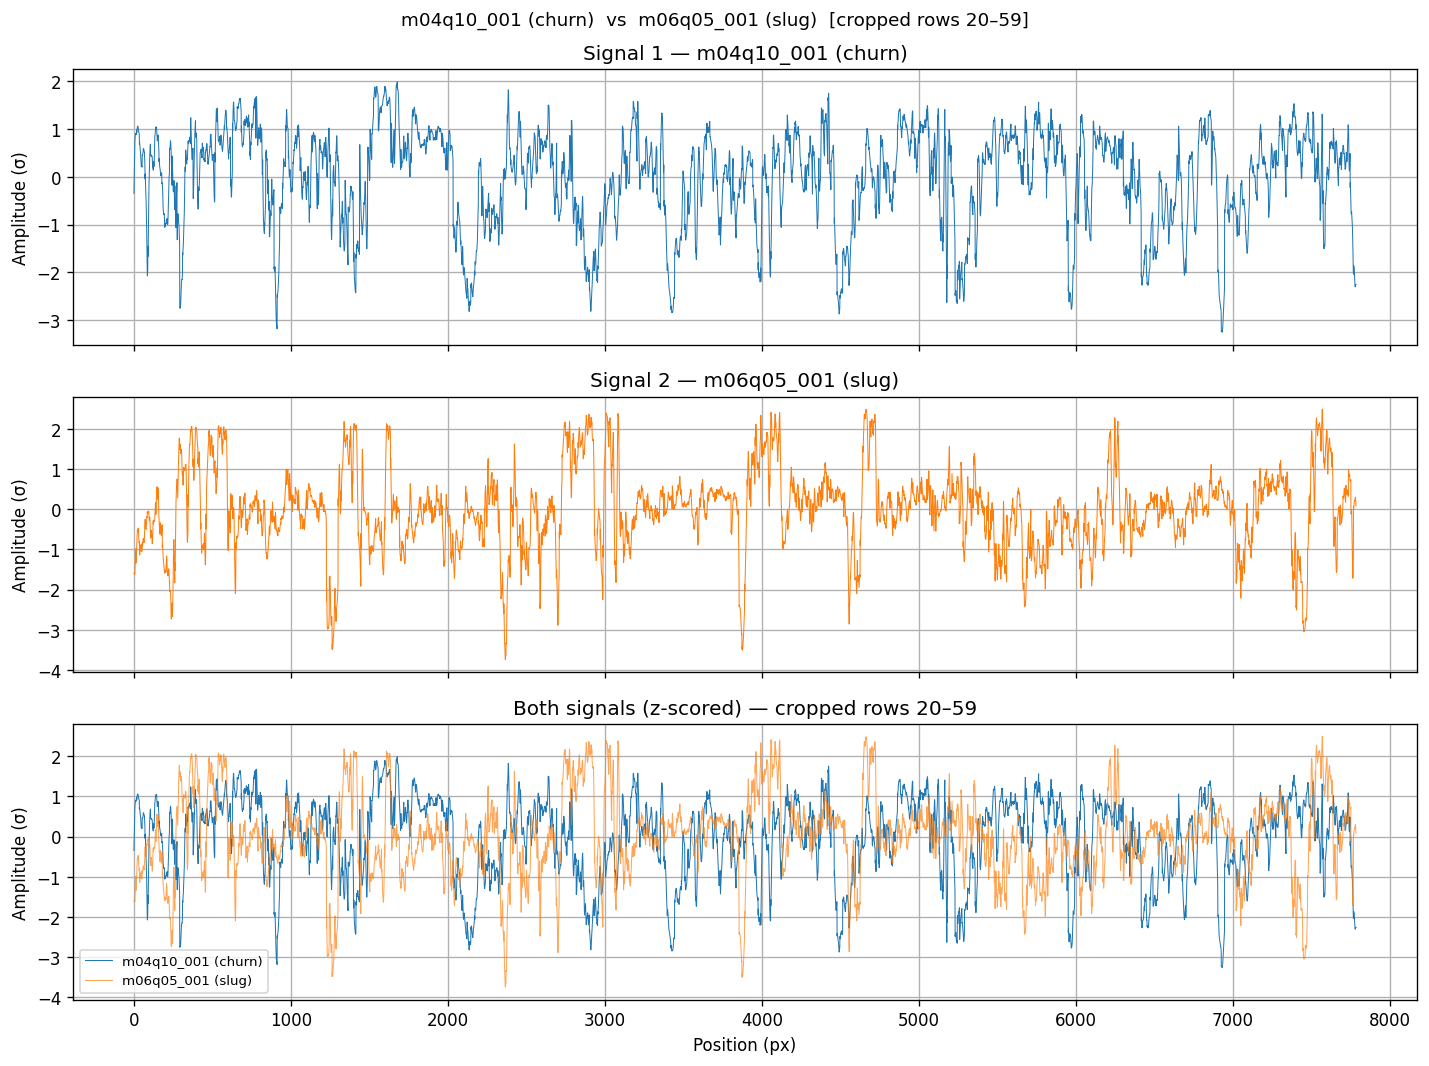 m04q10_001 (churn)  vs  m06q05_001 (slug)  [cropped rows 20–59]
Signal 1 — m04q10_001 (churn)
Amplitude (σ)
2
1
0
−1
−2
−3
Signal 2 — m06q05_001 (slug)
Amplitude (σ)
2
1
0
−1
−2
−3
−4
Both signals (z-scored) — cropped rows 20–59
Amplitude (σ)
2
1
0
−1
−2
−3
−4
m04q10_001 (churn)
m06q05_001 (slug)
0 1000 2000 3000 4000 5000 6000 7000 8000
Position (px)